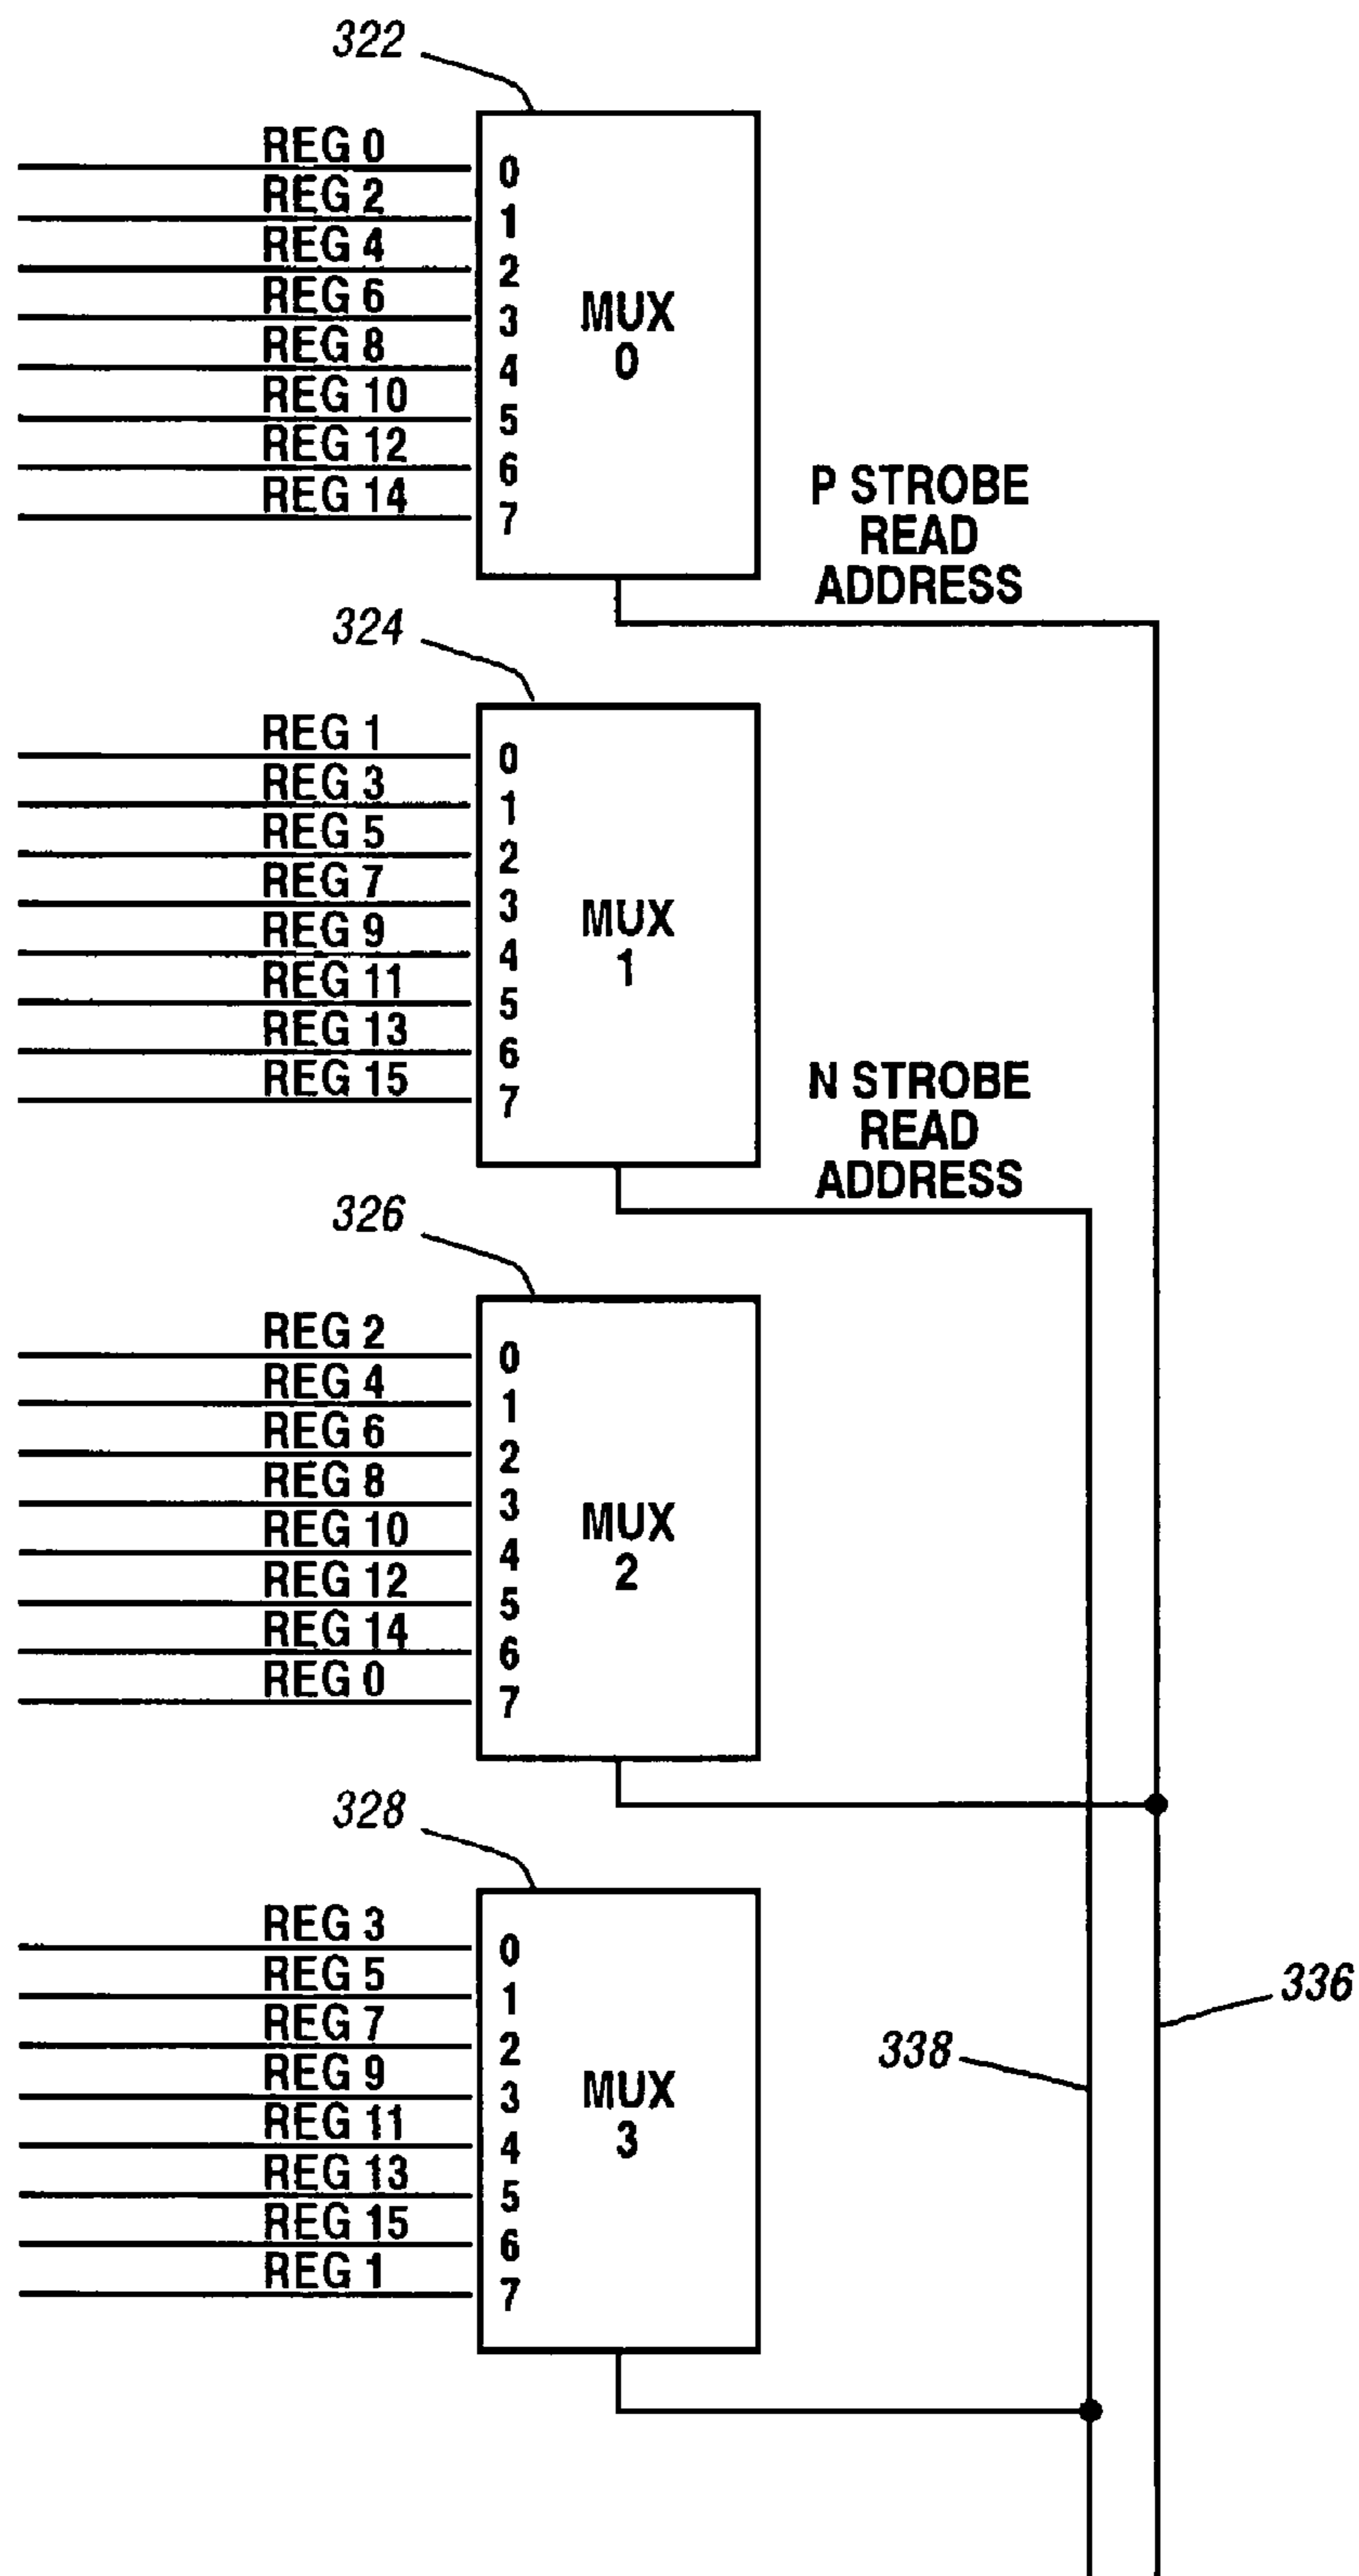 322
REG 0
0
REG 2
1
REG 4
2
REG 6
3
REG 8
4
REG 10
5
REG 12
6
REG 14
7
MUX
0
P STROBE
READ
ADDRESS
324
REG 1
0
REG 3
1
REG 5
2
REG 7
3
REG 9
4
REG 11
5
REG 13
6
REG 15
7
MUX
1
N STROBE
READ
ADDRESS
326
REG 2
0
REG 4
1
REG 6
2
REG 8
3
REG 10
4
REG 12
5
REG 14
6
REG 0
7
MUX
2
328
REG 3
0
REG 5
1
REG 7
2
REG 9
3
REG 11
4
REG 13
5
REG 15
6
REG 1
7
MUX
3
338
336